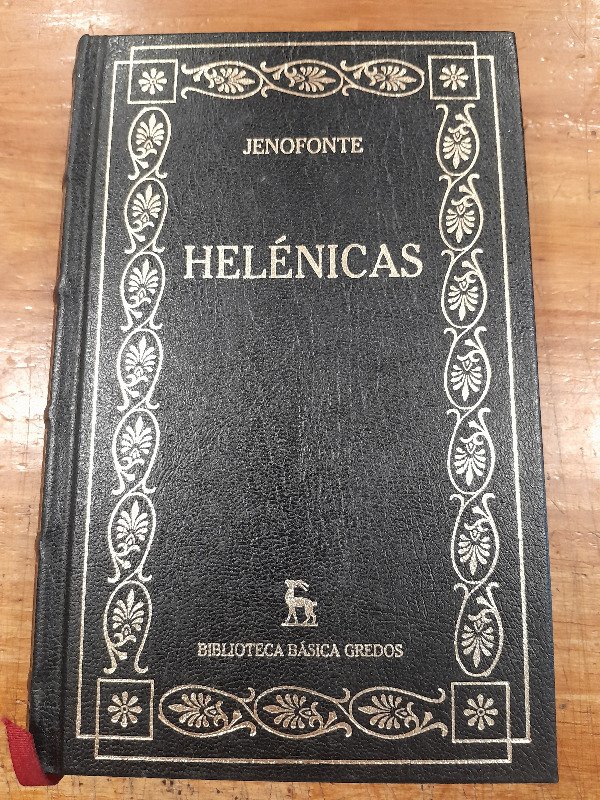 JENOFONTE
HELÉNICAS
BIBLIOTECA BÁSICA GREDOS